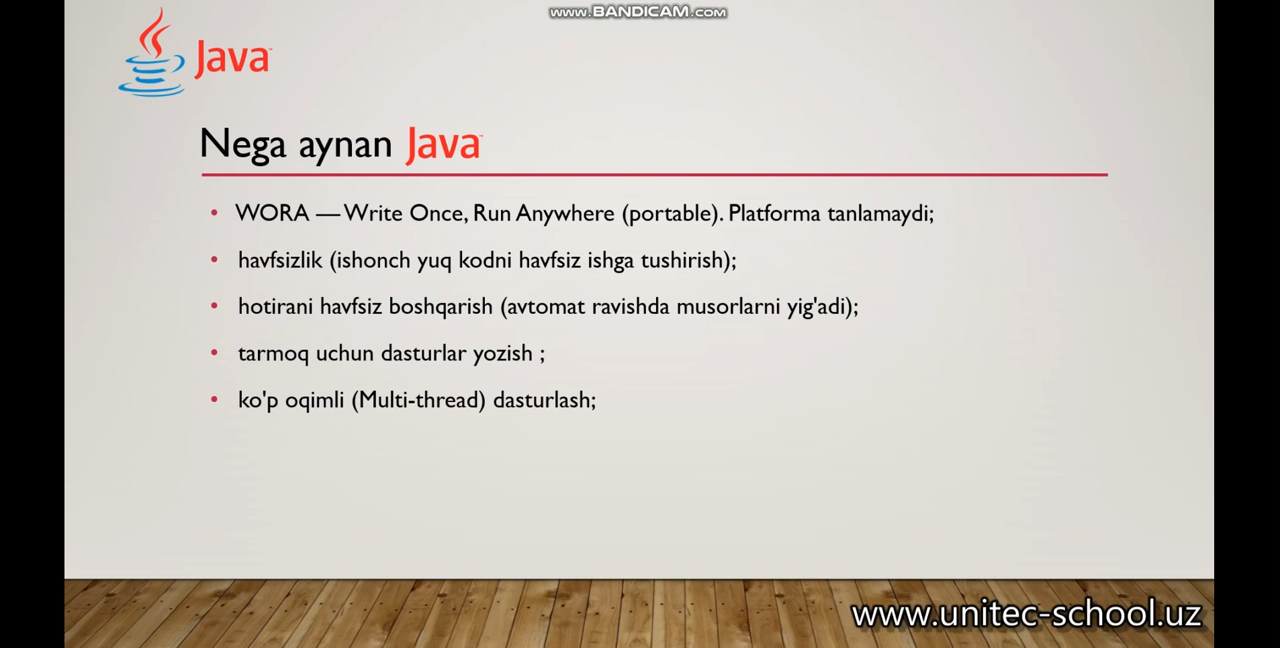 www.BANDICAM.com
Java
Nega aynan Java
• WORA — Write Once, Run Anywhere (portable). Platforma tanlamaydi;
• havfsizlik (ishonch yuq kodni havfsiz ishga tushirish);
• hotirani havfsiz boshqarish (avtomat ravishda musorlarni yig'adi);
• tarmoq uchun dasturlar yozish ;
• ko'p oqimli (Multi-thread) dasturlash;
www.unitec-school.uz